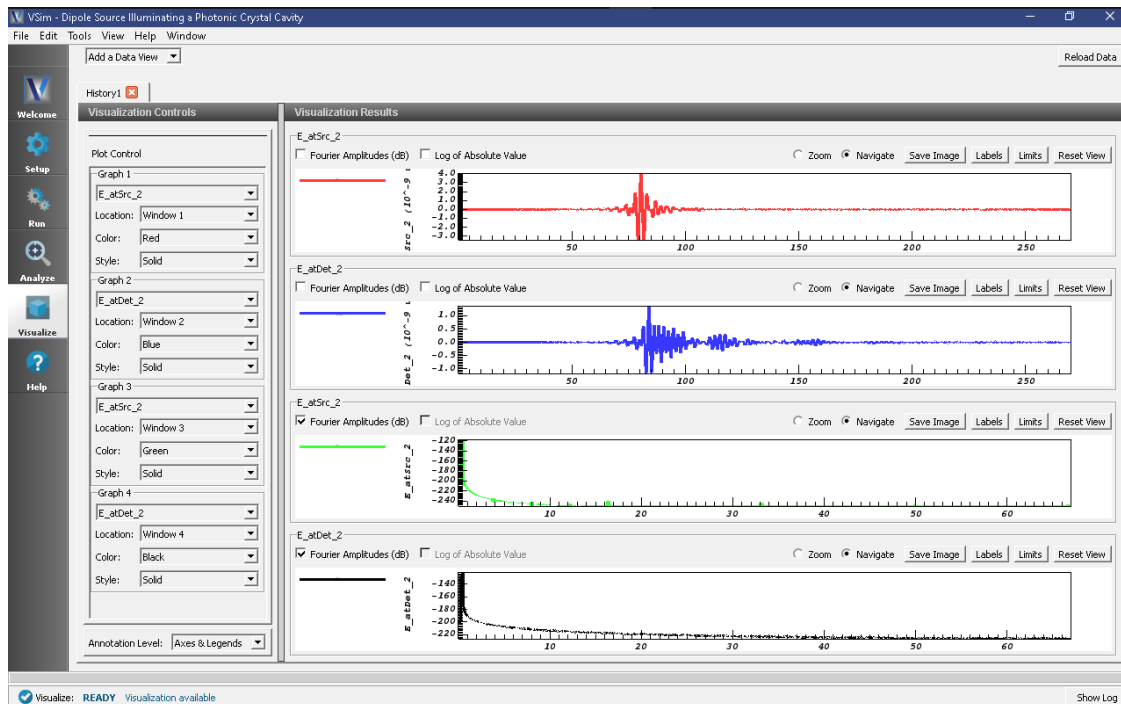 VSim - Dipole Source Illuminating a Photonic Crystal Cavity
File Edit Tools View Help Window
Add a Data View
Reload Data
History1
Welcome
Setup
Run
Analyze
Visualize
Help
Visualization Controls
Plot Control
Graph 1
E_atSrc_2
Location: Window 1
Color: Red
Style: Solid
Graph 2
E_atDet_2
Location: Window 2
Color: Blue
Style: Solid
Graph 3
E_atSrc_2
Location: Window 3
Color: Green
Style: Solid
Graph 4
E_atDet_2
Location: Window 4
Color: Black
Style: Solid
Annotation Level: Axes & Legends
Visualization Results
E_atSrc_2
Fourier Amplitudes (dB) Log of Absolute Value Zoom Navigate Save Image Labels Limits Reset View
Src_2 (10^-9
4.0
3.0
2.0
1.0
0.0
-1.0
-2.0
-3.0
50 100 150 200 250
E_atDet_2
Fourier Amplitudes (dB) Log of Absolute Value Zoom Navigate Save Image Labels Limits Reset View
Det_2 (10^-9
1.0
0.5
0.0
-0.5
-1.0
50 100 150 200 250
E_atSrc_2
Fourier Amplitudes (dB) Log of Absolute Value Zoom Navigate Save Image Labels Limits Reset View
E_atSrc_2
-120
-140
-160
-180
-200
-220
-240
10 20 30 40 50 60
E_atDet_2
Fourier Amplitudes (dB) Log of Absolute Value Zoom Navigate Save Image Labels Limits Reset View
E_atDet_2
-140
-160
-180
-200
-220
10 20 30 40 50 60
Visualize: READY Visualization available
Show Log